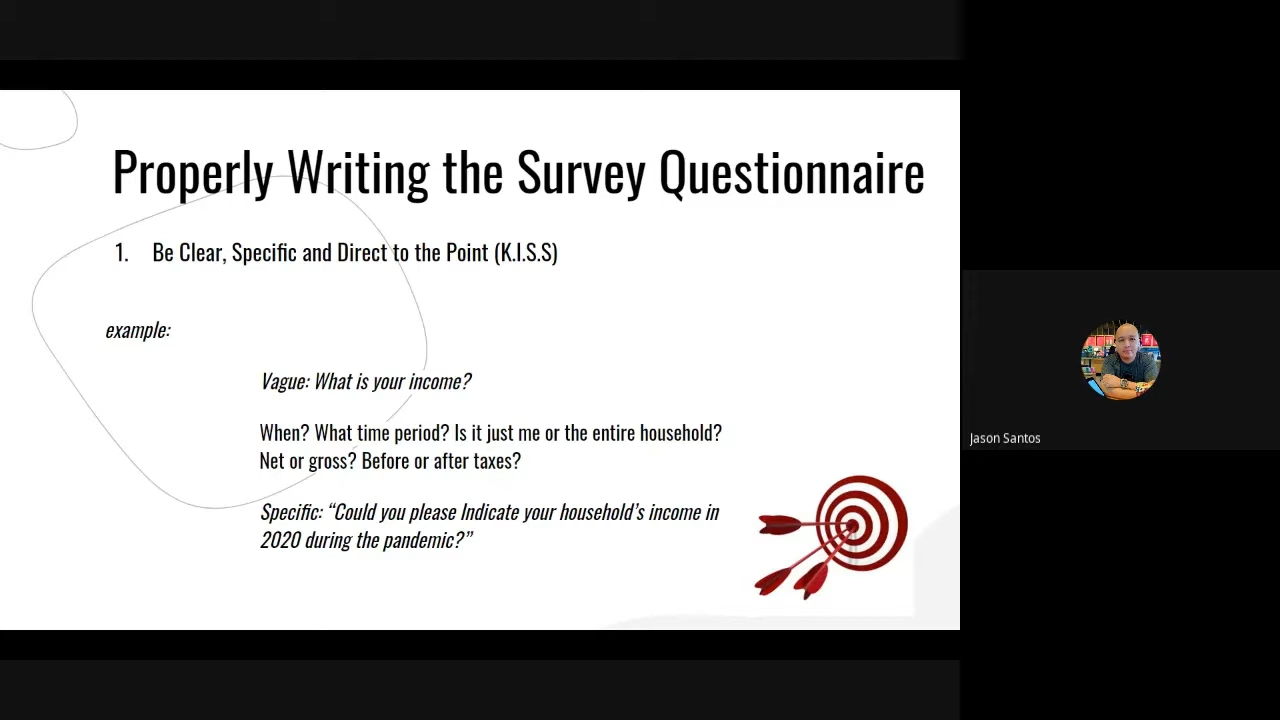 Properly Writing the Survey Questionnaire
1. Be Clear, Specific and Direct to the Point (K.I.S.S)
example:
Vague: What is your income?
When? What time period? Is it just me or the entire household?
Net or gross? Before or after taxes?
Specific: “Could you please Indicate your household’s income in
2020 during the pandemic?”
Jason Santos